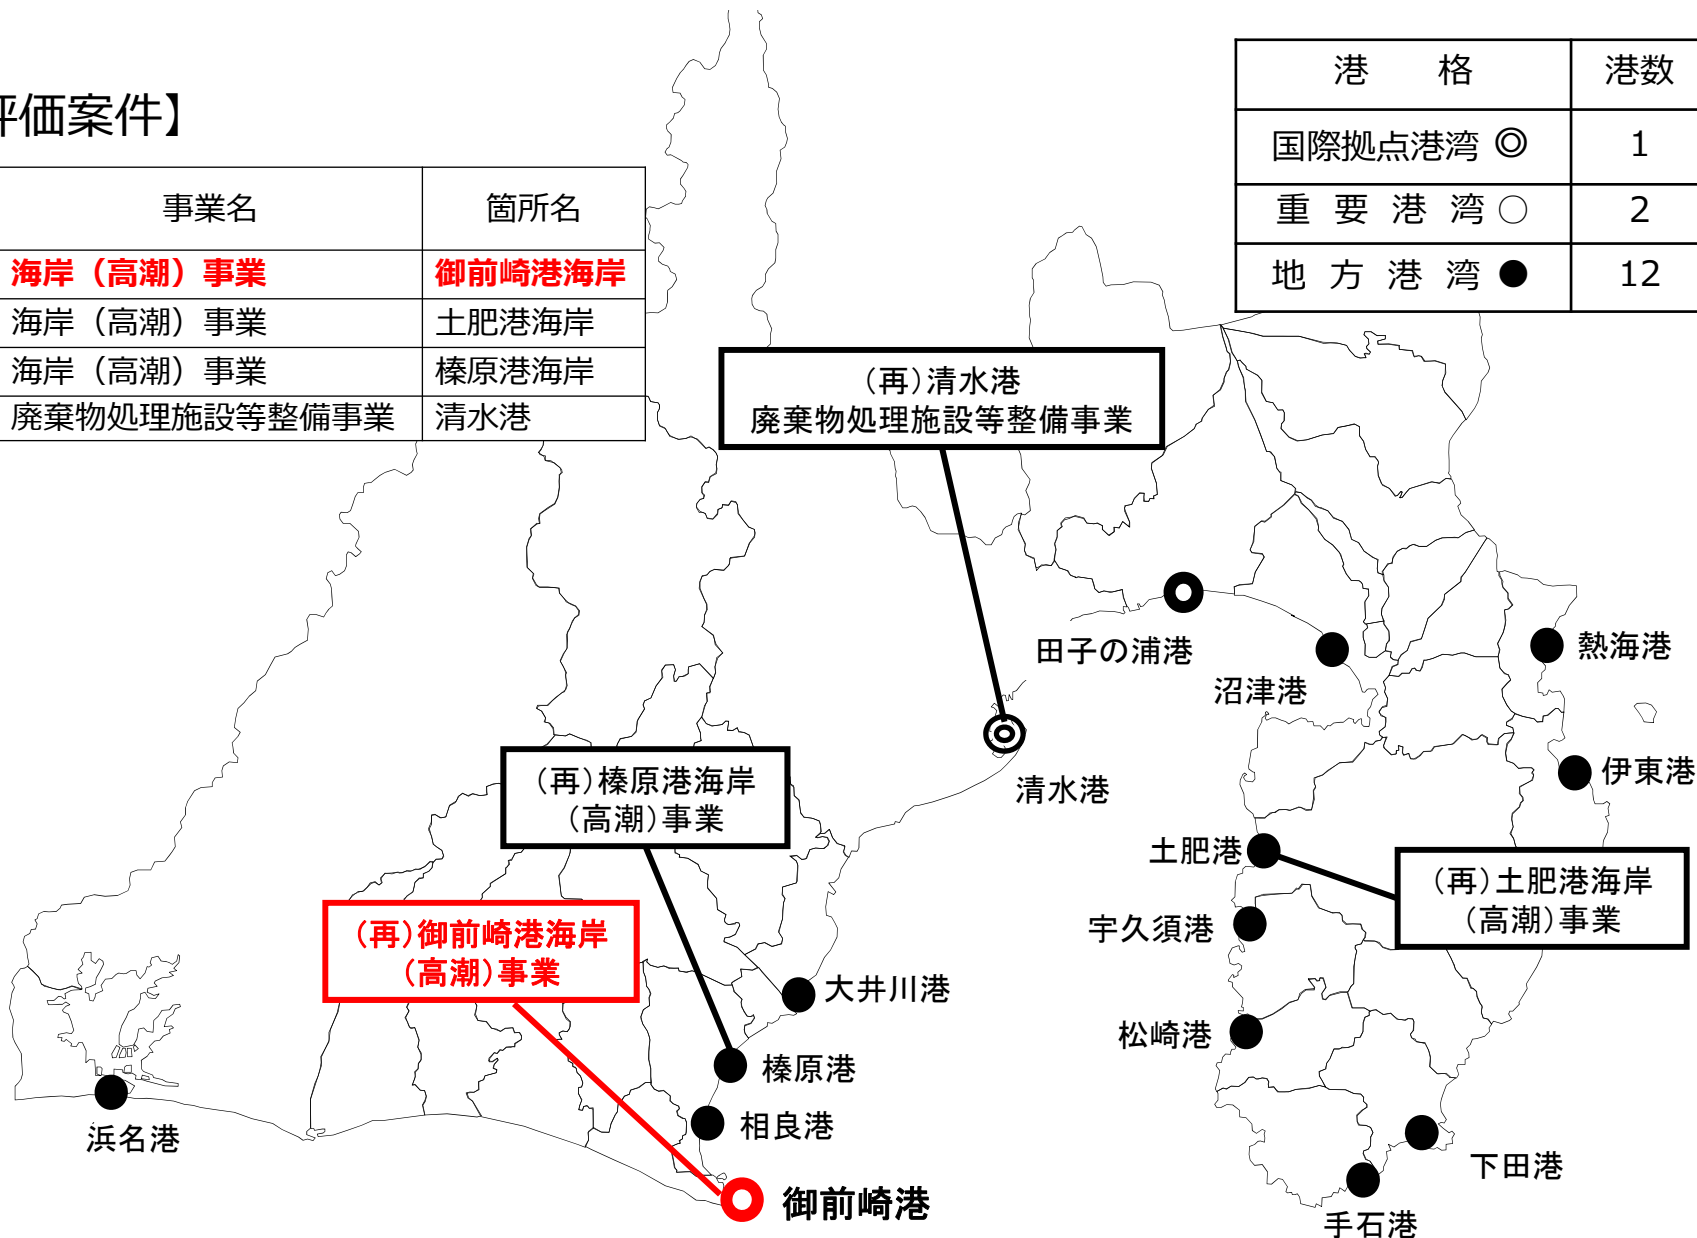 評価案件】
事業名 箇所名
海岸（高潮）事業 御前崎港海岸
海岸（高潮）事業 土肥港海岸
海岸（高潮）事業 榛原港海岸
廃棄物処理施設等整備事業 清水港
港　格 港数
国際拠点港湾 ◎ 1
重要港湾 ○ 2
地方港湾 ● 12
（再）清水港
廃棄物処理施設等整備事業
田子の浦港
沼津港
熱海港
清水港
伊東港
（再）榛原港海岸
（高潮）事業
土肥港
（再）土肥港海岸
（高潮）事業
（再）御前崎港海岸
（高潮）事業
宇久須港
大井川港
松崎港
榛原港
相良港
浜名港
下田港
御前崎港
手石港